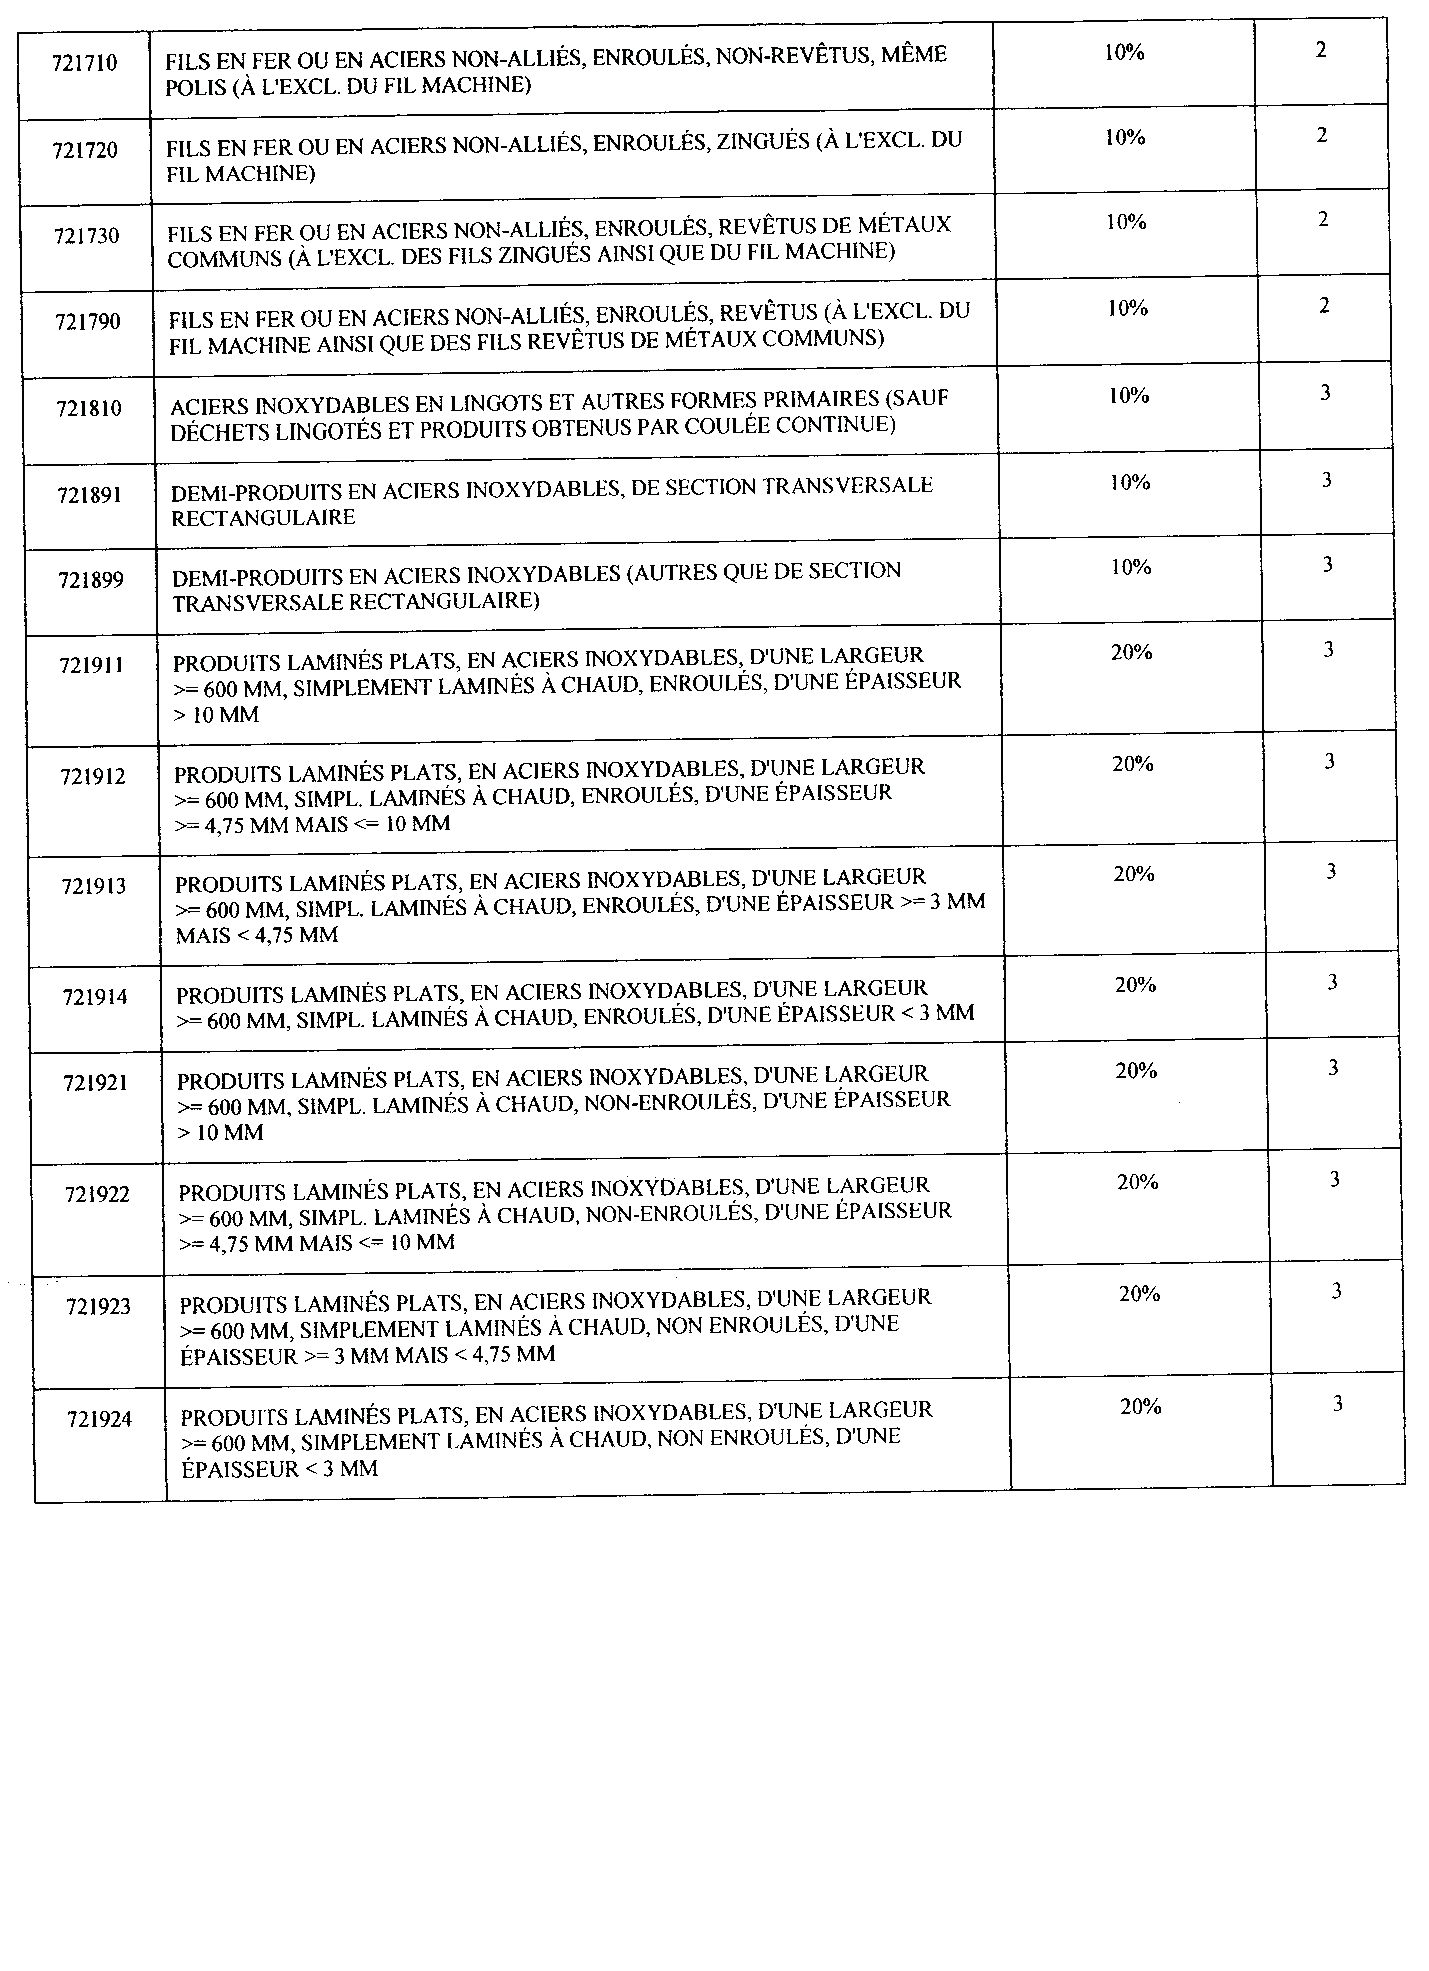 721710 FILS EN FER OU EN ACIERS NON-ALLIÉS, ENROULÉS, NON-REVÊTUS, MÊME 10% 2
POLIS (À L'EXCL. DU FIL MACHINE)
721720 FILS EN FER OU EN ACIERS NON-ALLIÉS, ENROULÉS, ZINGUÉS (À L'EXCL. DU 10% 2
FIL MACHINE)
721730 FILS EN FER OU EN ACIERS NON-ALLIÉS, ENROULÉS, REVÊTUS DE MÉTAUX 10% 2
COMMUNS (À L'EXCL. DES FILS ZINGUÉS AINSI QUE DU FIL MACHINE)
721790 FILS EN FER OU EN ACIERS NON-ALLIÉS, ENROULÉS, REVÊTUS (À L'EXCL. DU 10% 2
FIL MACHINE AINSI QUE DES FILS REVÊTUS DE MÉTAUX COMMUNS)
721810 ACIERS INOXYDABLES EN LINGOTS ET AUTRES FORMES PRIMAIRES (SAUF 10% 3
DÉCHETS LINGOTÉS ET PRODUITS OBTENUS PAR COULÉE CONTINUE)
721891 DEMI-PRODUITS EN ACIERS INOXYDABLES, DE SECTION TRANSVERSALE 10% 3
RECTANGULAIRE
721899 DEMI-PRODUITS EN ACIERS INOXYDABLES (AUTRES QUE DE SECTION 10% 3
TRANSVERSALE RECTANGULAIRE)
721911 PRODUITS LAMINÉS PLATS, EN ACIERS INOXYDABLES, D'UNE LARGEUR 20% 3
>= 600 MM, SIMPLEMENT LAMINÉS À CHAUD, ENROULÉS, D'UNE ÉPAISSEUR
> 10 MM
721912 PRODUITS LAMINÉS PLATS, EN ACIERS INOXYDABLES, D'UNE LARGEUR 20% 3
>= 600 MM, SIMPL. LAMINÉS À CHAUD, ENROULÉS, D'UNE ÉPAISSEUR
>= 4,75 MM MAIS <= 10 MM
721913 PRODUITS LAMINÉS PLATS, EN ACIERS INOXYDABLES, D'UNE LARGEUR 20% 3
>= 600 MM, SIMPL. LAMINÉS À CHAUD, ENROULÉS, D'UNE ÉPAISSEUR >= 3 MM
MAIS < 4,75 MM
721914 PRODUITS LAMINÉS PLATS, EN ACIERS INOXYDABLES, D'UNE LARGEUR 20% 3
>= 600 MM, SIMPL. LAMINÉS À CHAUD, ENROULÉS, D'UNE ÉPAISSEUR < 3 MM
721921 PRODUITS LAMINÉS PLATS, EN ACIERS INOXYDABLES, D'UNE LARGEUR 20% 3
>= 600 MM, SIMPL. LAMINÉS À CHAUD, NON-ENROULÉS, D'UNE ÉPAISSEUR
> 10 MM
721922 PRODUITS LAMINÉS PLATS, EN ACIERS INOXYDABLES, D'UNE LARGEUR 20% 3
>= 600 MM, SIMPL. LAMINÉS À CHAUD, NON-ENROULÉS, D'UNE ÉPAISSEUR
>= 4,75 MM MAIS <= 10 MM
721923 PRODUITS LAMINÉS PLATS, EN ACIERS INOXYDABLES, D'UNE LARGEUR 20% 3
>= 600 MM, SIMPLEMENT LAMINÉS À CHAUD, NON ENROULÉS, D'UNE
ÉPAISSEUR >= 3 MM MAIS < 4,75 MM
721924 PRODUITS LAMINÉS PLATS, EN ACIERS INOXYDABLES, D'UNE LARGEUR 20% 3
>= 600 MM, SIMPLEMENT LAMINÉS À CHAUD, NON ENROULÉS, D'UNE
ÉPAISSEUR < 3 MM